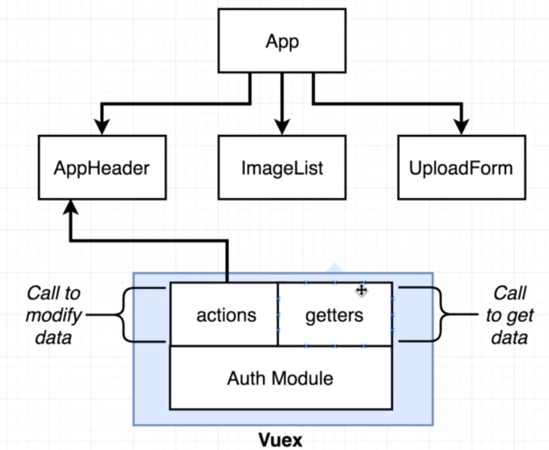 App
AppHeader
ImageList
UploadForm
Call to
modify
data
actions
getters
Call
to get
data
Auth Module
Vuex